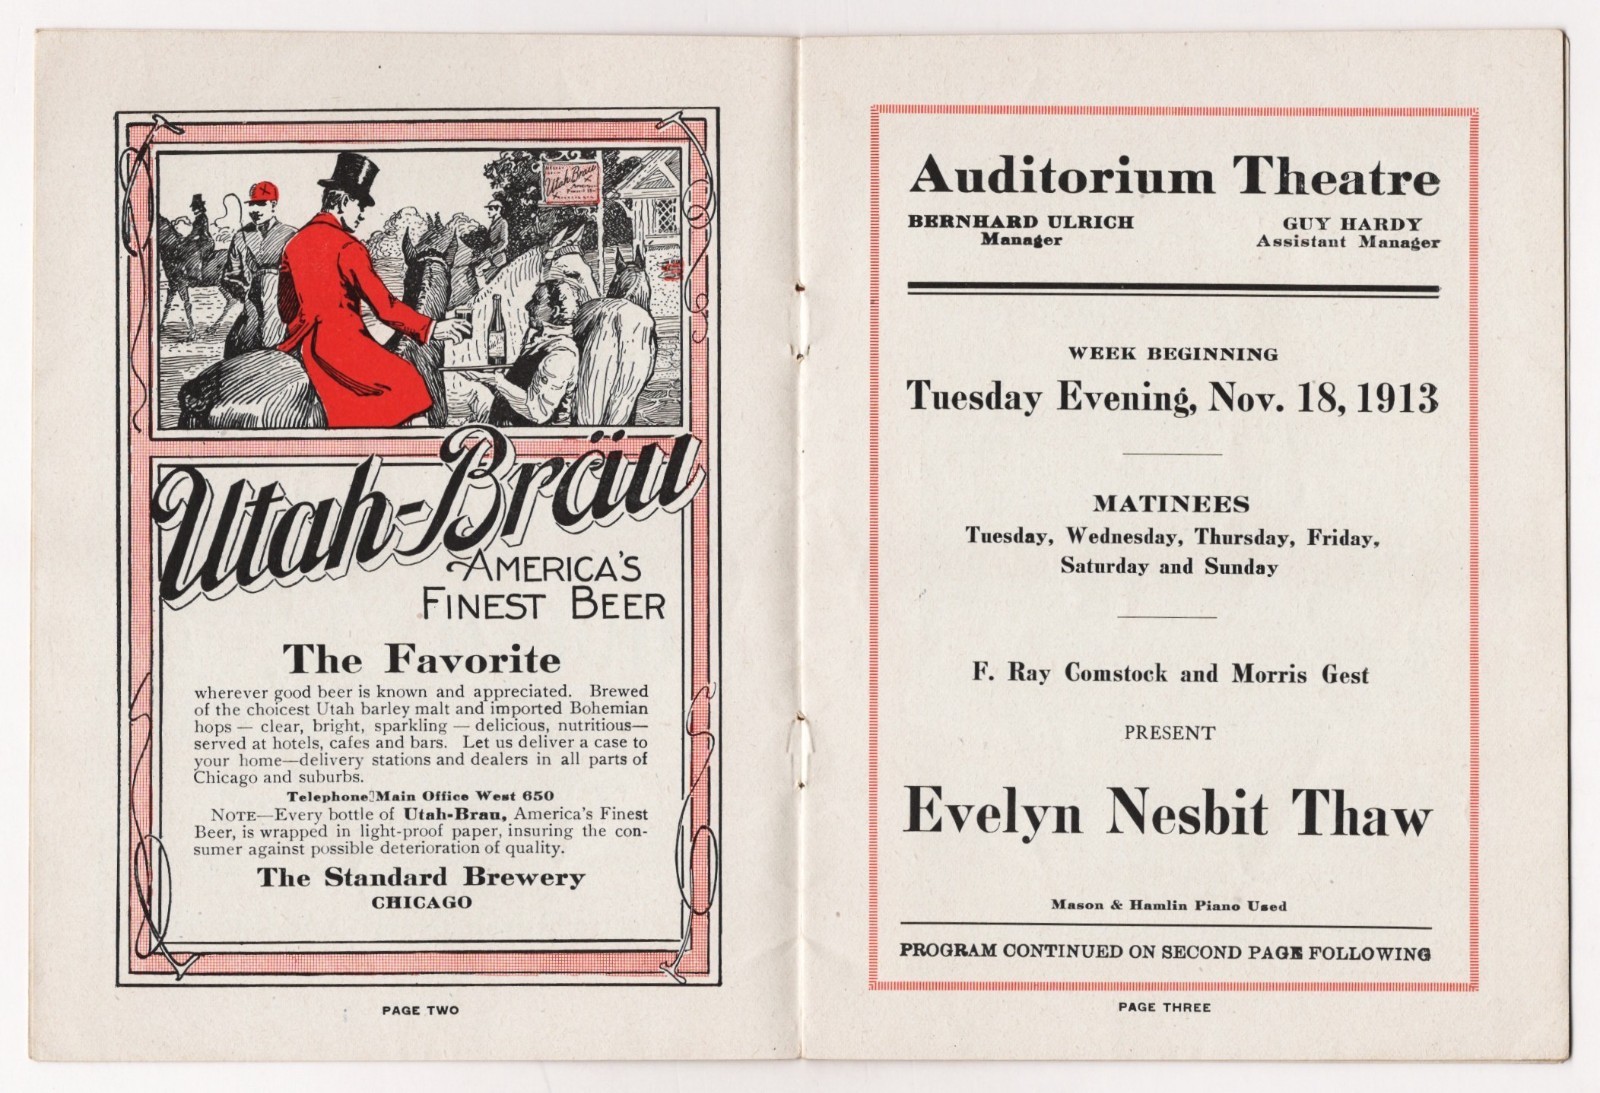 Utah Brau
Utah-Bräu
AMERICA'S
FINEST BEER
The Favorite
wherever good beer is known and appreciated. Brewed
of the choicest Utah barley malt and imported Bohemian
hops — clear, bright, sparkling — delicious, nutritious—
served at hotels, cafes and bars. Let us deliver a case to
your home—delivery stations and dealers in all parts of
Chicago and suburbs.
Telephone Main Office West 650
NOTE—Every bottle of Utah-Brau, America's Finest
Beer, is wrapped in light-proof paper, insuring the con-
sumer against possible deterioration of quality.
The Standard Brewery
CHICAGO
PAGE TWO
Auditorium Theatre
BERNHARD ULRICH GUY HARDY
Manager Assistant Manager
WEEK BEGINNING
Tuesday Evening, Nov. 18, 1913
MATINEES
Tuesday, Wednesday, Thursday, Friday,
Saturday and Sunday
F. Ray Comstock and Morris Gest
PRESENT
Evelyn Nesbit Thaw
Mason & Hamlin Piano Used
PROGRAM CONTINUED ON SECOND PAGE FOLLOWING
PAGE THREE